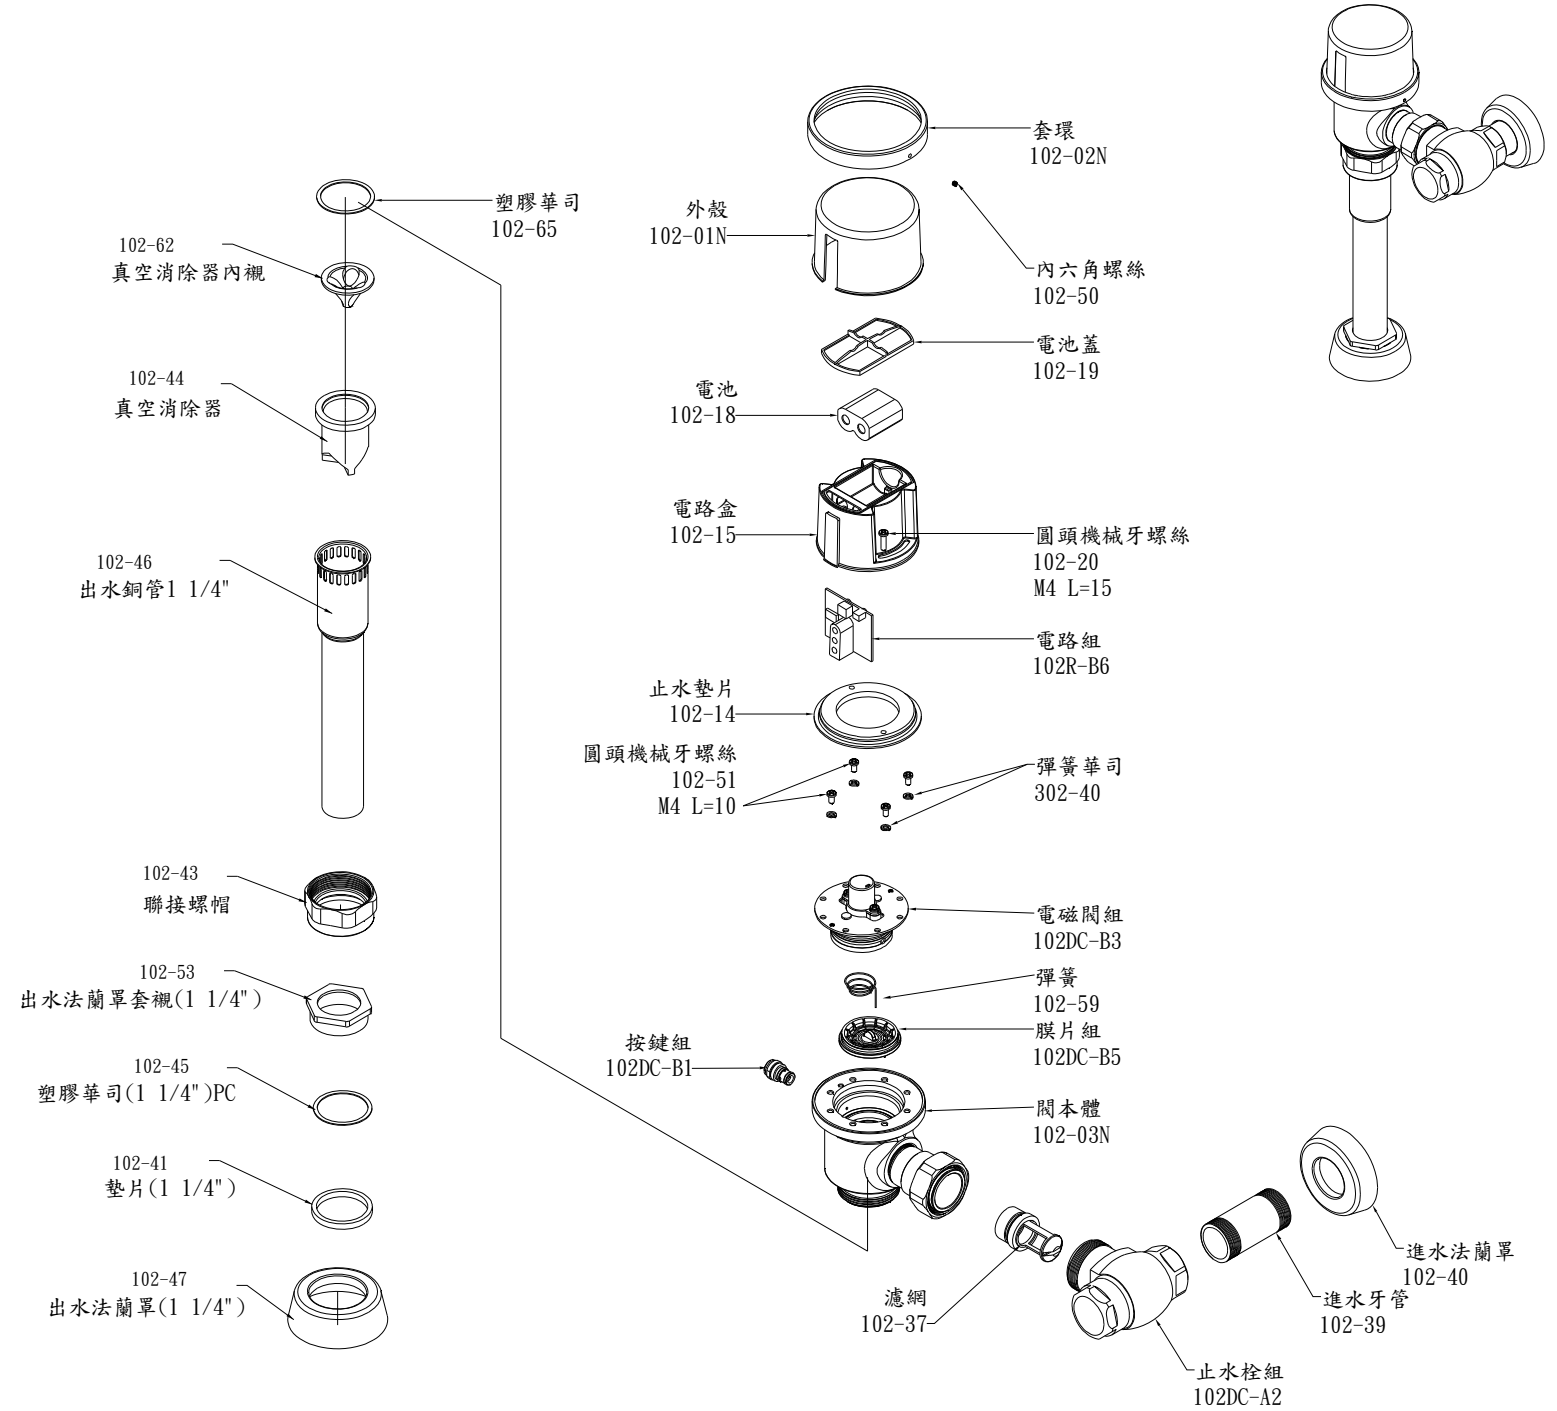 套環
102-02N
塑膠華司
102-65
外殼
102-01N
102-62
真空消除器內襯
內六角螺絲
102-50
電池蓋
102-19
102-44
真空消除器
電池
102-18
電路盒
102-15
圓頭機械牙螺絲
102-20
M4 L=15
102-46
出水銅管1 1/4"
電路組
102R-B6
止水墊片
102-14
圓頭機械牙螺絲
102-51
M4 L=10
彈簧華司
302-40
102-43
聯接螺帽
電磁閥組
102DC-B3
102-53
出水法蘭罩套襯(1 1/4")
彈簧
102-59
膜片組
102DC-B5
按鍵組
102DC-B1
102-45
塑膠華司(1 1/4")PC
閥本體
102-03N
102-41
墊片(1 1/4")
進水法蘭罩
102-40
102-47
出水法蘭罩(1 1/4")
濾網
102-37
進水牙管
102-39
止水栓組
102DC-A2